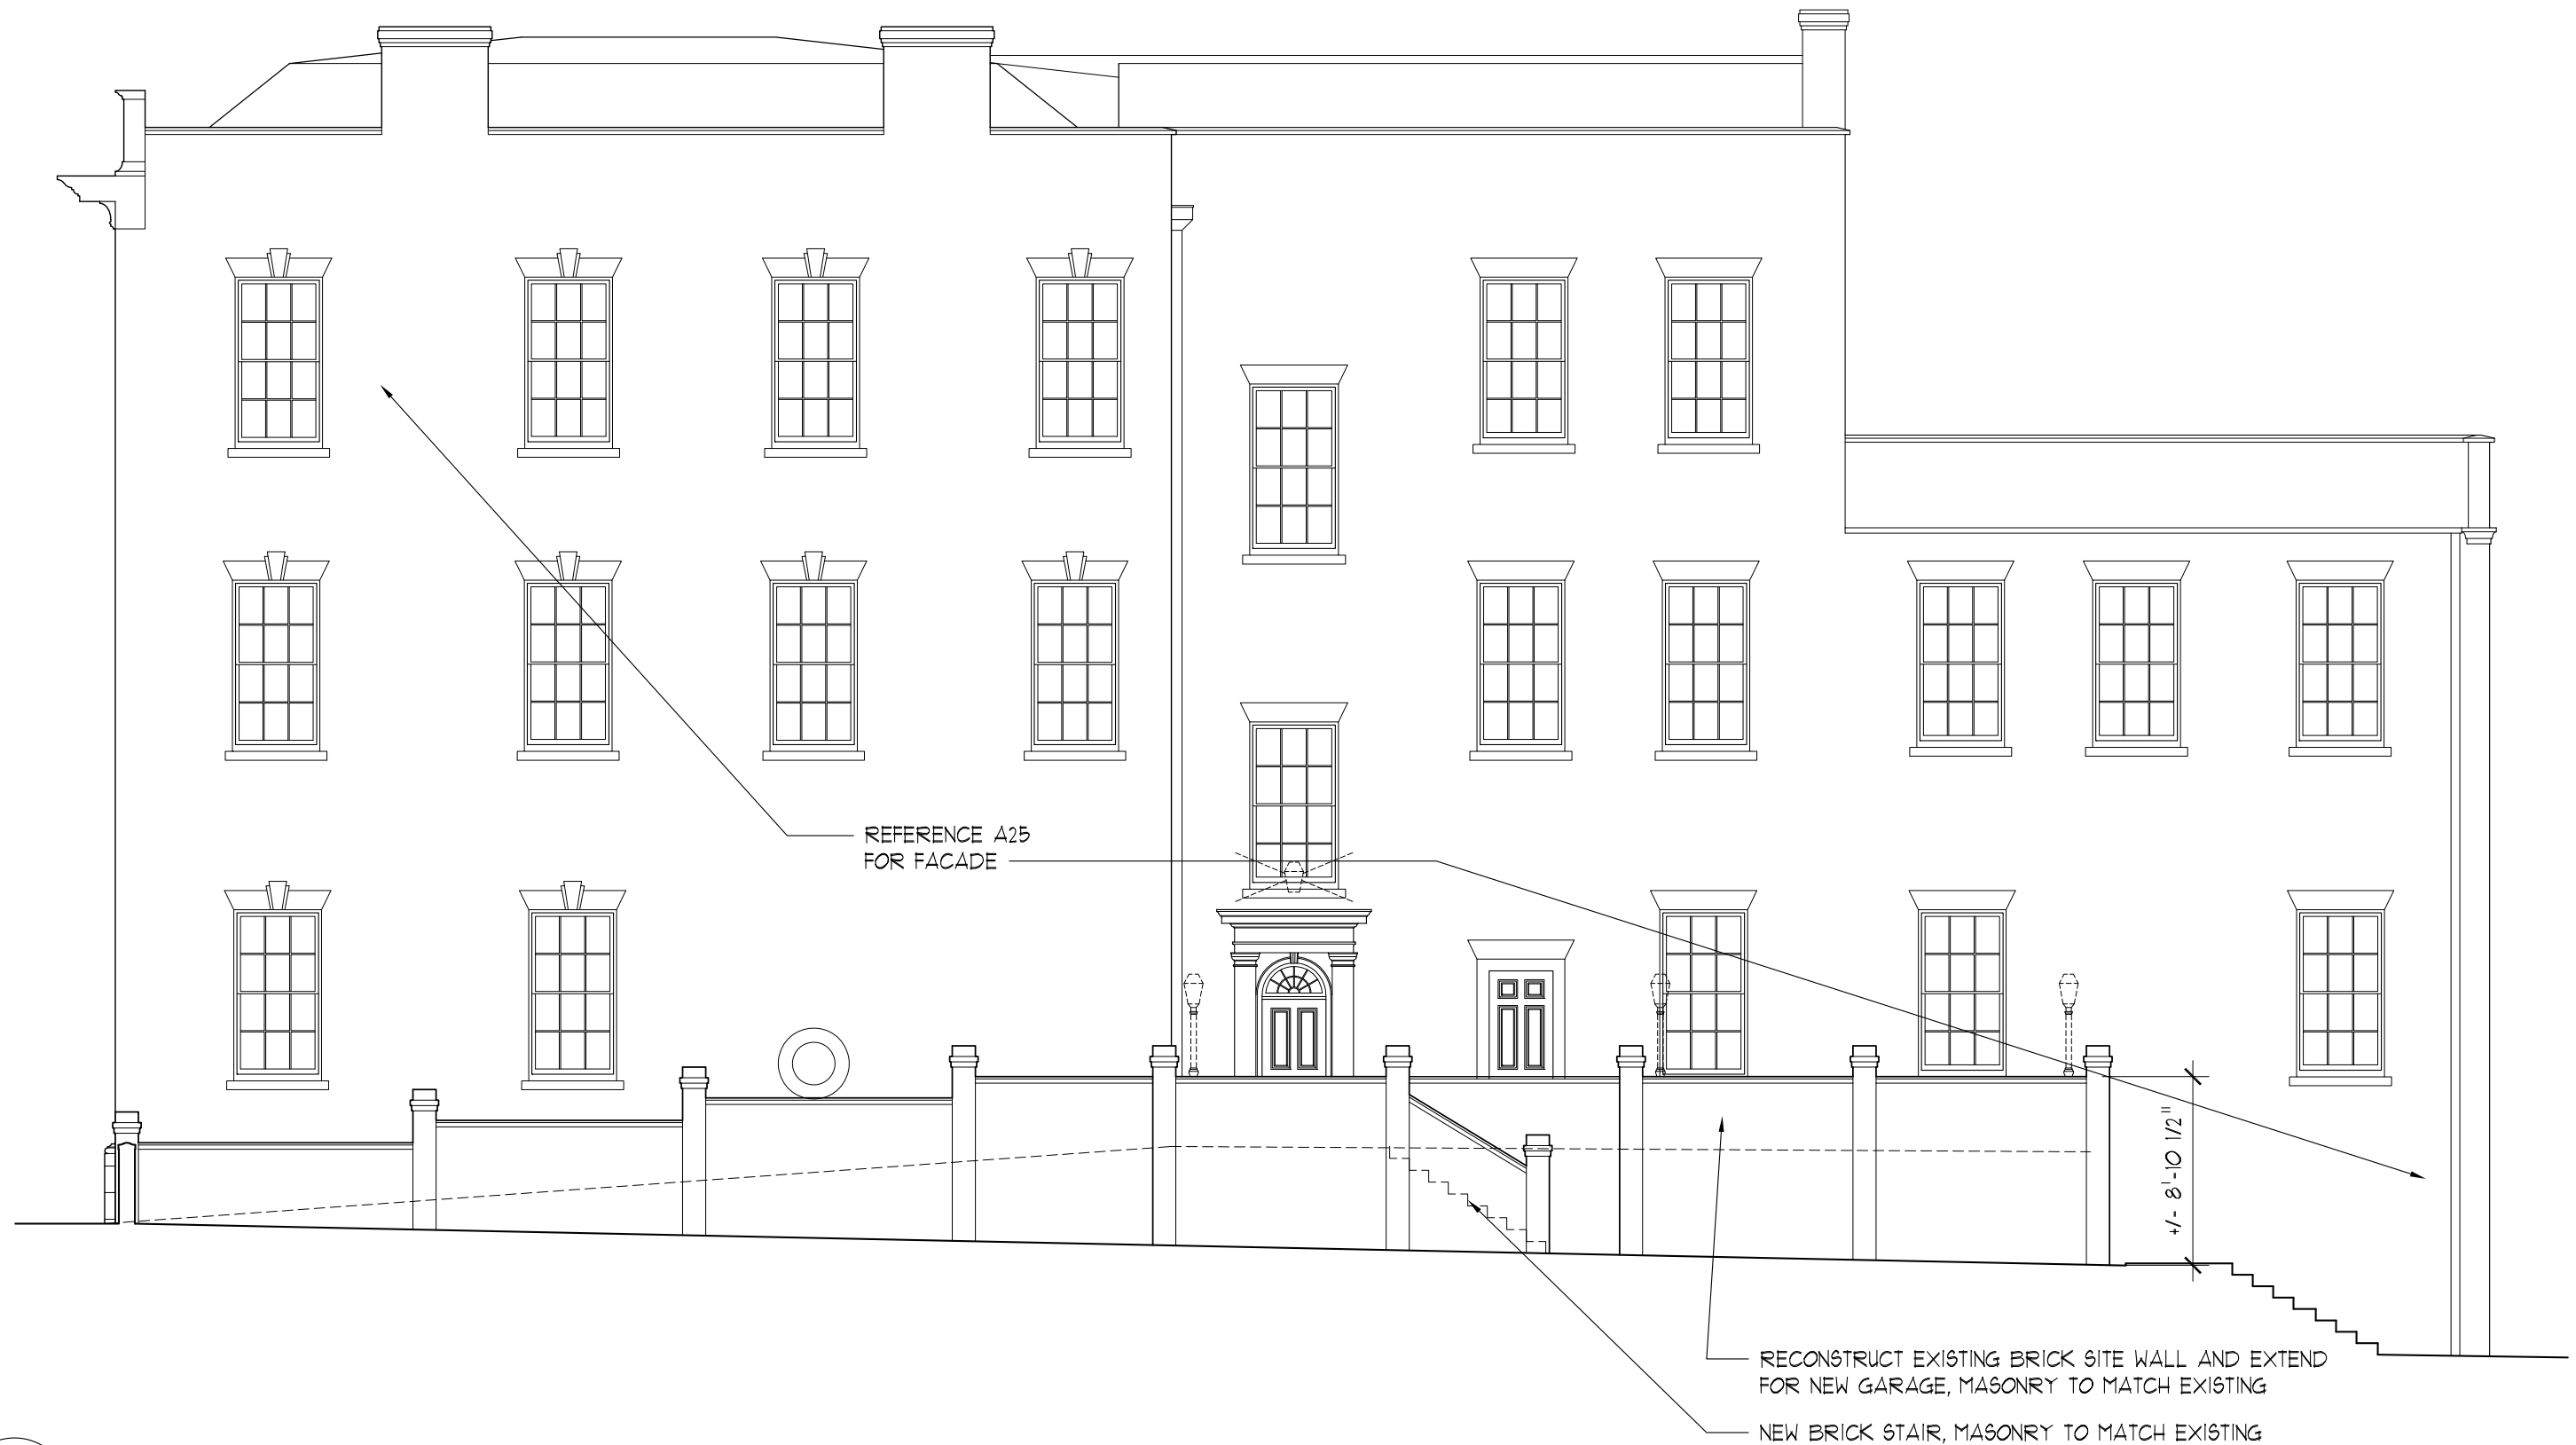 REFERENCE A25
FOR FACADE
+/- 8'-10 1/2"
RECONSTRUCT EXISTING BRICK SITE WALL AND EXTEND
FOR NEW GARAGE, MASONRY TO MATCH EXISTING
NEW BRICK STAIR, MASONRY TO MATCH EXISTING